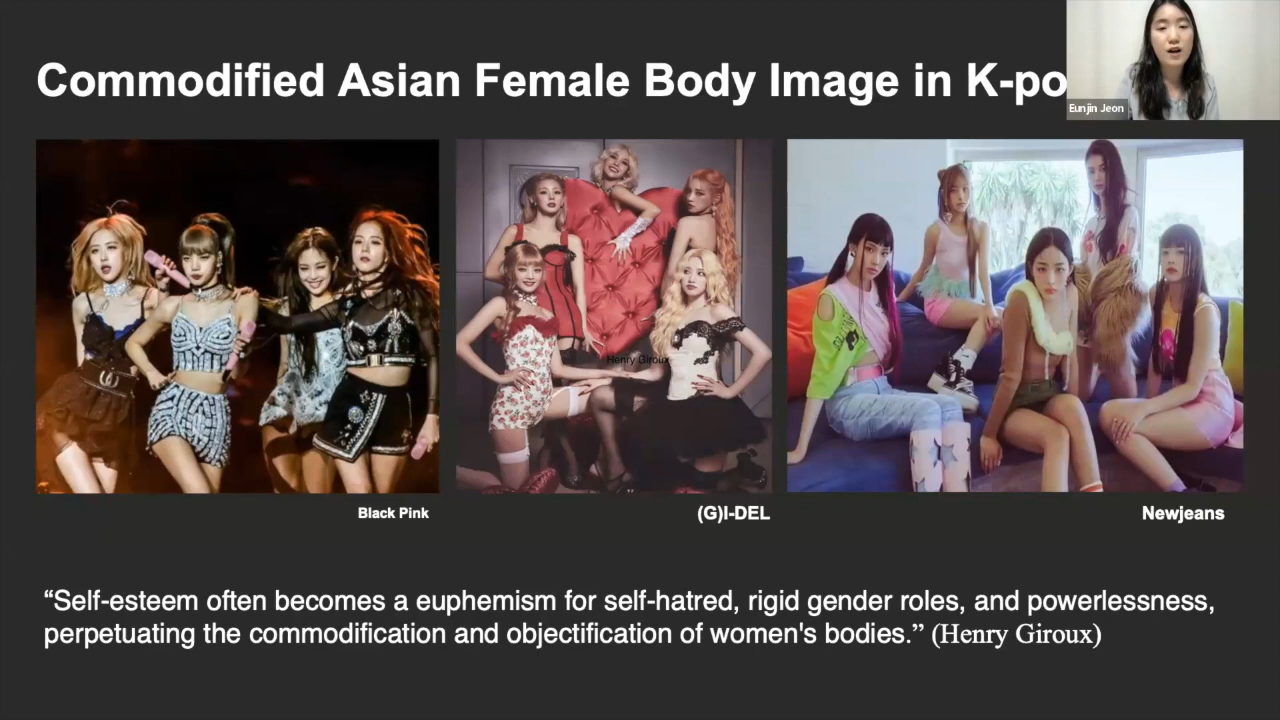 Commodified Asian Female Body Image in K-po
Eunjin Jeon
Henry Giroux
Black Pink
(G)I-DEL
Newjeans
“Self-esteem often becomes a euphemism for self-hatred, rigid gender roles, and powerlessness,
perpetuating the commodification and objectification of women's bodies.” (Henry Giroux)